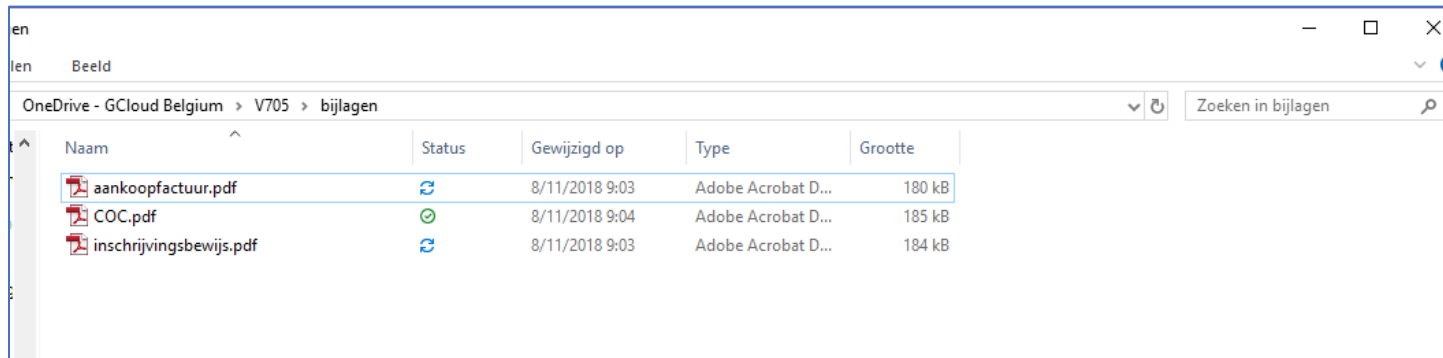 en
len Beeld
OneDrive - GCloud Belgium > V705 > bijlagen Zoeken in bijlagen
Naam Status Gewijzigd op Type Grootte
aankoopfactuur.pdf 8/11/2018 9:03 Adobe Acrobat D... 180 kB
COC.pdf 8/11/2018 9:04 Adobe Acrobat D... 185 kB
inschrijvingsbewijs.pdf 8/11/2018 9:03 Adobe Acrobat D... 184 kB